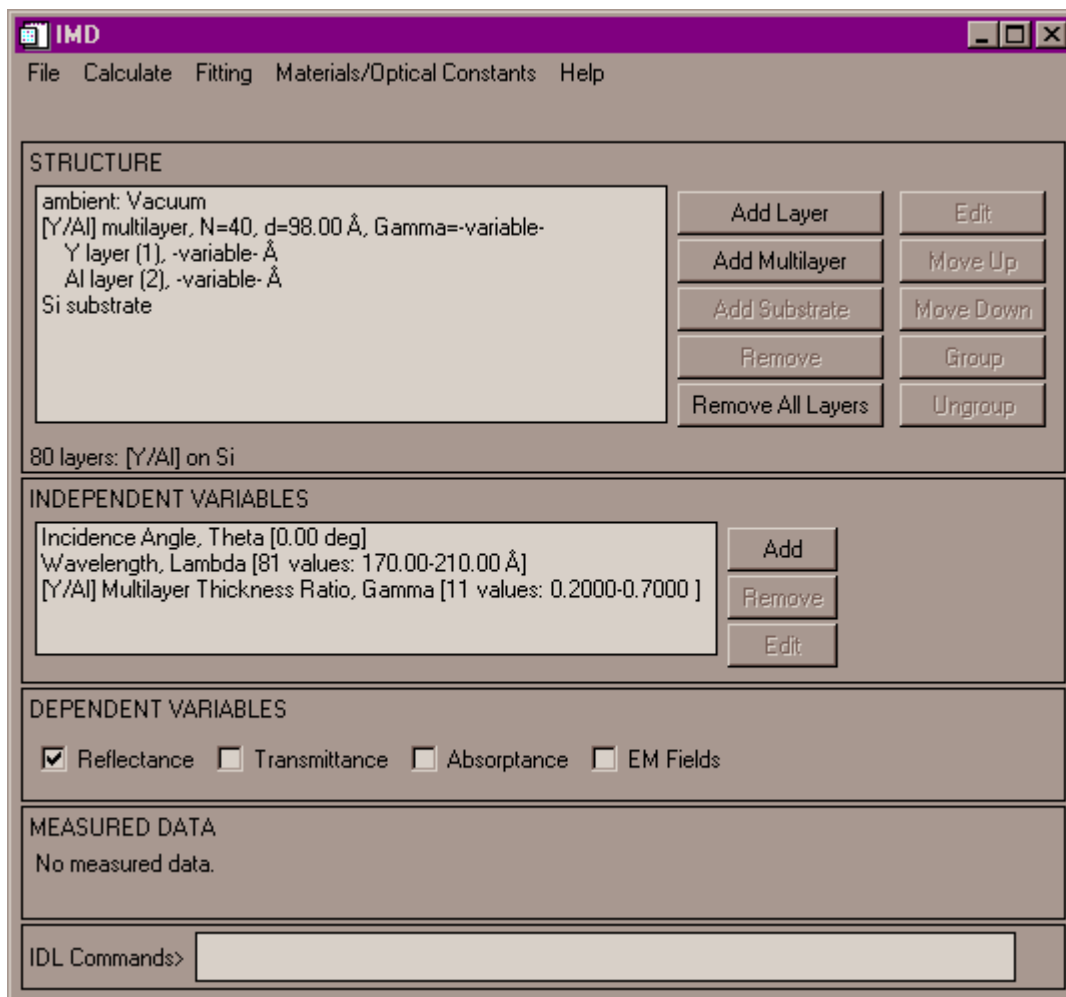 IMD
File Calculate Fitting Materials/Optical Constants Help
STRUCTURE
ambient: Vacuum
[Y/Al] multilayer, N=40, d=98.00 Å, Gamma=-variable-
Y layer (1), -variable- Å
Al layer (2), -variable- Å
Si substrate
Add Layer
Edit
Add Multilayer
Move Up
Add Substrate
Move Down
Remove
Group
Remove All Layers
Ungroup
80 layers: [Y/Al] on Si
INDEPENDENT VARIABLES
Incidence Angle, Theta [0.00 deg]
Wavelength, Lambda [81 values: 170.00-210.00 Å]
[Y/Al] Multilayer Thickness Ratio, Gamma [11 values: 0.2000-0.7000 ]
Add
Remove
Edit
DEPENDENT VARIABLES
Reflectance Transmittance Absorptance EM Fields
MEASURED DATA
No measured data.
IDL Commands>